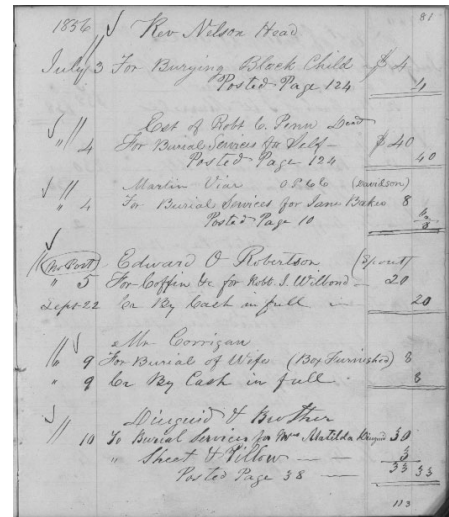 81
1856 Rev Nelson Head
July 3 For Burying Black Child $ 4
Posted Page 124 4
Est of Robt C. Penn Dead
" 4 For Burial Services for Self $ 40
Posted Page 124 40
Martin Viar (Davidson)
" 4 For Burial Services for Jane Baker 8
Posted Page 10 8
Edward O Robertson
" 5 For Coffin &c for Robt. J. 20
Sept 22 Cr By Cash in full 20
Mr Corrigan
" 9 For Burial of Wife (Box Furnished) 8
" 9 Cr By Cash in full 8
Diuguid & Brother
" 10 To Burial Services for Mrs Matilda Diuguid 30
" Sheet & Pillow 3
Posted Page 38 33 33